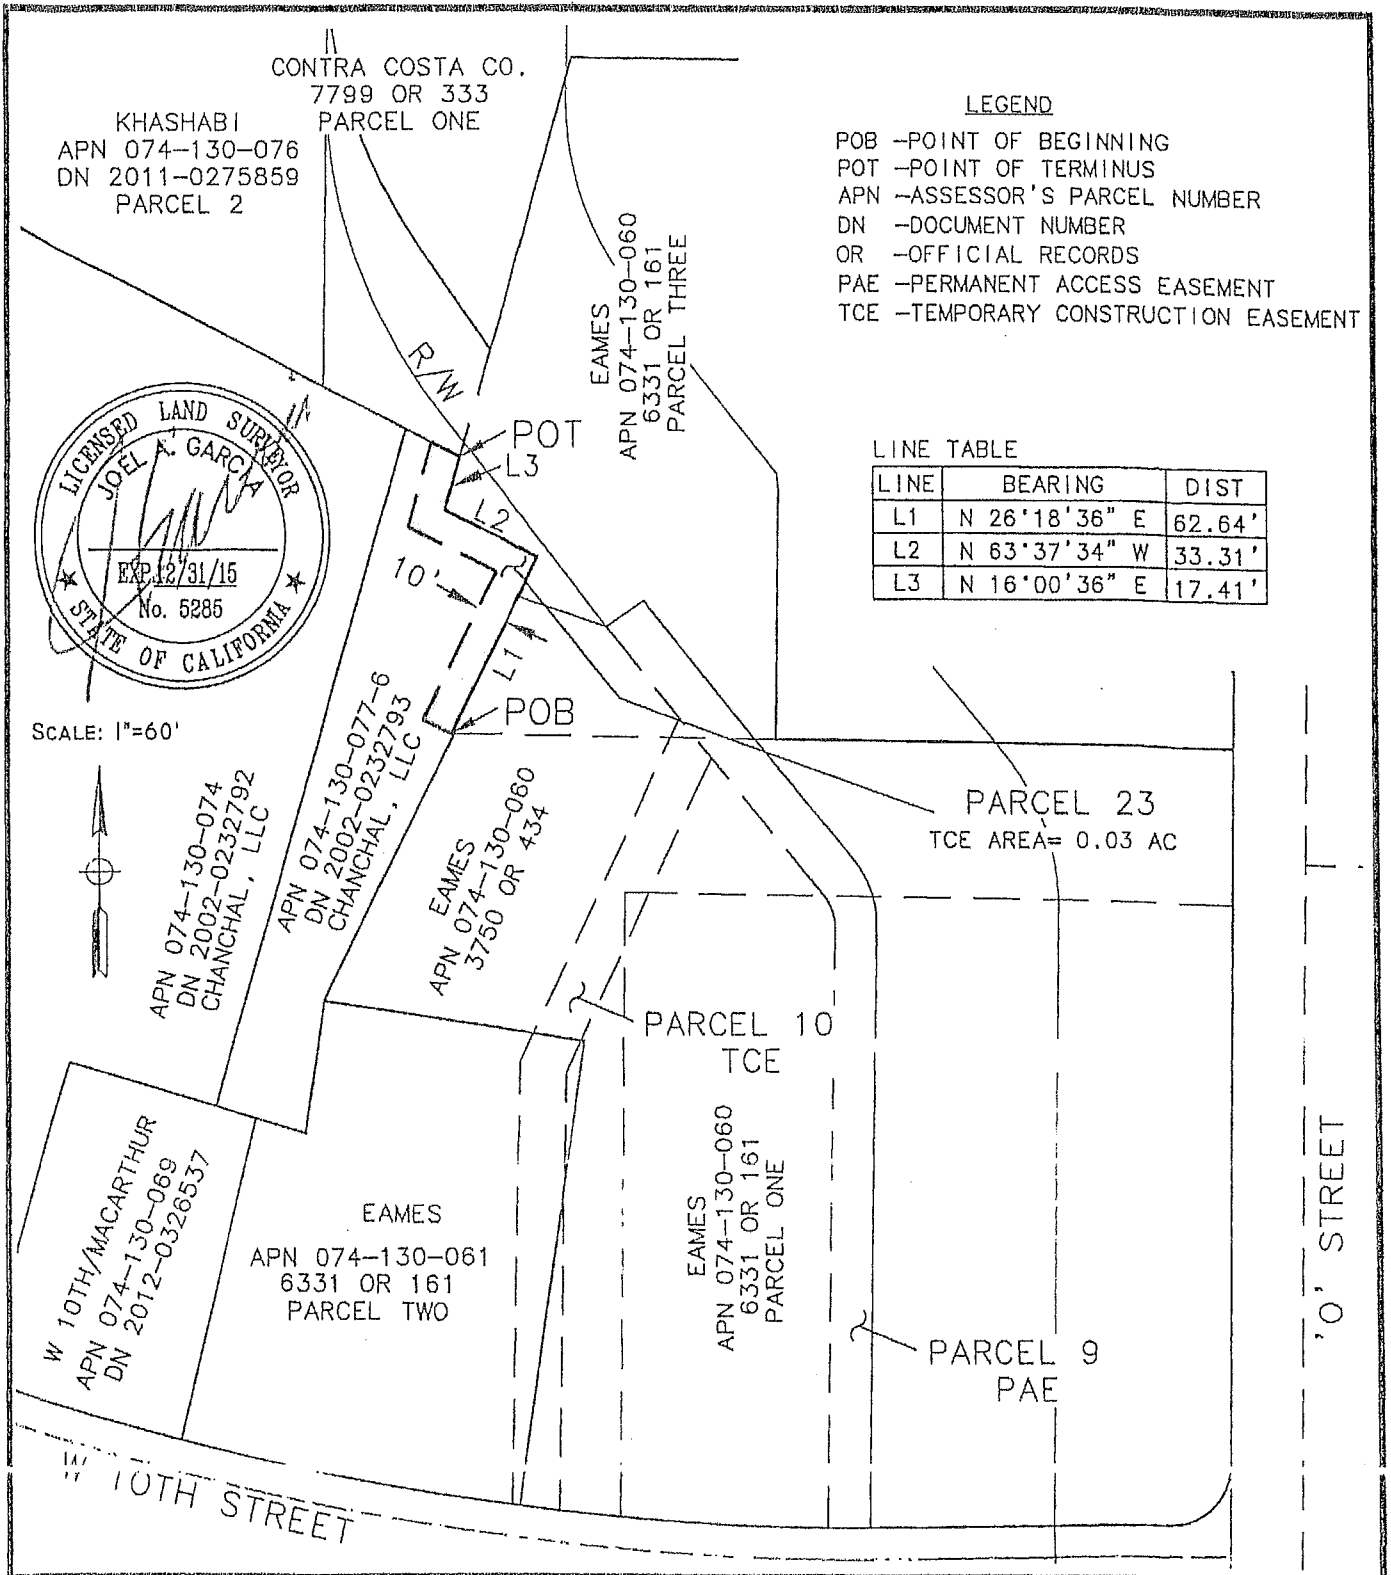 CONTRA COSTA CO.
7799 OR 333
PARCEL ONE
KHASHABI
APN 074-130-076
DN 2011-0275859
PARCEL 2
LEGEND
POB -POINT OF BEGINNING
POT -POINT OF TERMINUS
APN -ASSESSOR'S PARCEL NUMBER
DN -DOCUMENT NUMBER
OR -OFFICIAL RECORDS
PAE -PERMANENT ACCESS EASEMENT
TCE -TEMPORARY CONSTRUCTION EASEMENT
EAMES
APN 074-130-060
6331 OR 161
PARCEL THREE
R/W
POT
L3
L2
10'
L1
POB
LINE TABLE
LINE BEARING DIST
L1 N 26°18'36" E 62.64'
L2 N 63°37'34" W 33.31'
L3 N 16°00'36" E 17.41'
LICENSED LAND SURVEYOR
JOEL A. GARCIA
EXP.12/31/15
No. 5285
STATE OF CALIFORNIA
SCALE: 1"=60'
APN 074-130-074
DN 2002-0232792
CHANCHAL, LLC
APN 074-130-077-6
DN 2002-0232793
CHANCHAL, LLC
EAMES
APN 074-130-060
3750 OR 434
PARCEL 23
TCE AREA= 0.03 AC
PARCEL 10
TCE
W 10TH/MACARTHUR
APN 074-130-069
DN 2012-0326537
EAMES
APN 074-130-061
6331 OR 161
PARCEL TWO
EAMES
APN 074-130-060
6331 OR 161
PARCEL ONE
PARCEL 9
PAE
'O' STREET
W 10TH STREET